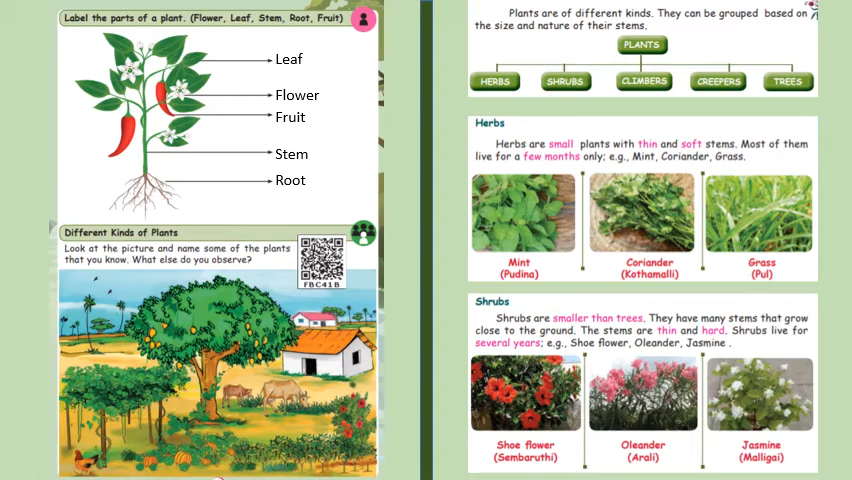 Label the parts of a plant. (Flower, Leaf, Stem, Root, Fruit)
Leaf
Flower
Fruit
Stem
Root
Different Kinds of Plants
Look at the picture and name some of the plants
that you know. What else do you observe?
FBC41B
Plants are of different kinds. They can be grouped based on
the size and nature of their stems.
PLANTS
HERBS
SHRUBS
CLIMBERS
CREEPERS
TREES
Herbs
Herbs are small plants with thin and soft stems. Most of them
live for a few months only; e.g., Mint, Coriander, Grass.
Mint
(Pudina)
Coriander
(Kothamalli)
Grass
(Pul)
Shrubs
Shrubs are smaller than trees. They have many stems that grow
close to the ground. The stems are thin and hard. Shrubs live for
several years; e.g., Shoe flower, Oleander, Jasmine .
Shoe flower
(Sembaruthi)
Oleander
(Arali)
Jasmine
(Malligai)